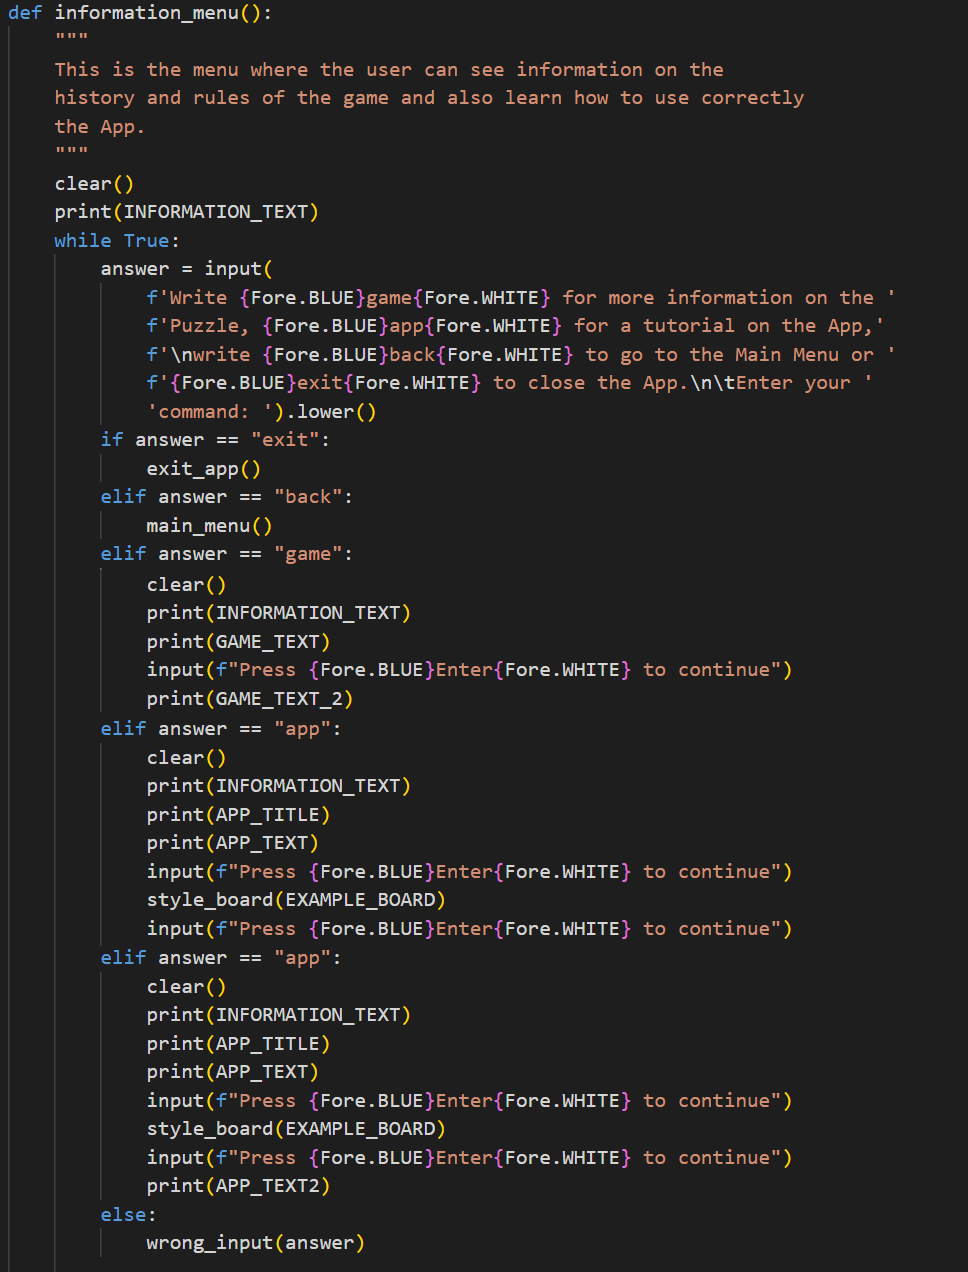 def information_menu():
    """
    This is the menu where the user can see information on the
    history and rules of the game and also learn how to use correctly
    the App.
    """
    clear()
    print(INFORMATION_TEXT)
    while True:
        answer = input(
            f'Write {Fore.BLUE}game{Fore.WHITE} for more information on the '
            f'Puzzle, {Fore.BLUE}app{Fore.WHITE} for a tutorial on the App,'
            f'\nwrite {Fore.BLUE}back{Fore.WHITE} to go to the Main Menu or '
            f'{Fore.BLUE}exit{Fore.WHITE} to close the App.\n\tEnter your '
            'command: ').lower()
        if answer == "exit":
            exit_app()
        elif answer == "back":
            main_menu()
        elif answer == "game":
            clear()
            print(INFORMATION_TEXT)
            print(GAME_TEXT)
            input(f"Press {Fore.BLUE}Enter{Fore.WHITE} to continue")
            print(GAME_TEXT_2)
        elif answer == "app":
            clear()
            print(INFORMATION_TEXT)
            print(APP_TITLE)
            print(APP_TEXT)
            input(f"Press {Fore.BLUE}Enter{Fore.WHITE} to continue")
            style_board(EXAMPLE_BOARD)
            input(f"Press {Fore.BLUE}Enter{Fore.WHITE} to continue")
        elif answer == "app":
            clear()
            print(INFORMATION_TEXT)
            print(APP_TITLE)
            print(APP_TEXT)
            input(f"Press {Fore.BLUE}Enter{Fore.WHITE} to continue")
            style_board(EXAMPLE_BOARD)
            input(f"Press {Fore.BLUE}Enter{Fore.WHITE} to continue")
            print(APP_TEXT2)
        else:
            wrong_input(answer)